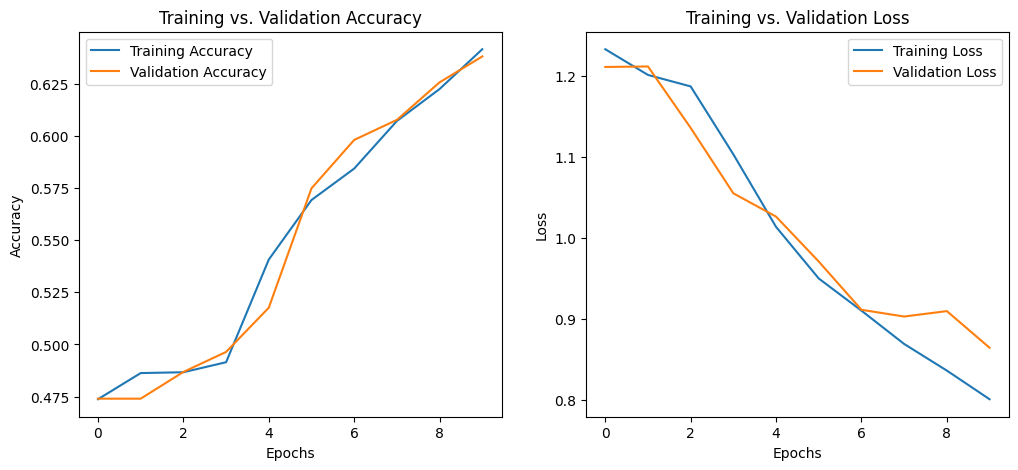 Training vs. Validation Accuracy
Training Accuracy
Validation Accuracy
0.625
0.600
0.575
0.550
0.525
0.500
0.475
Accuracy
0 2 4 6 8
Epochs
Training vs. Validation Loss
Training Loss
Validation Loss
1.2
1.1
1.0
0.9
0.8
Loss
0 2 4 6 8
Epochs